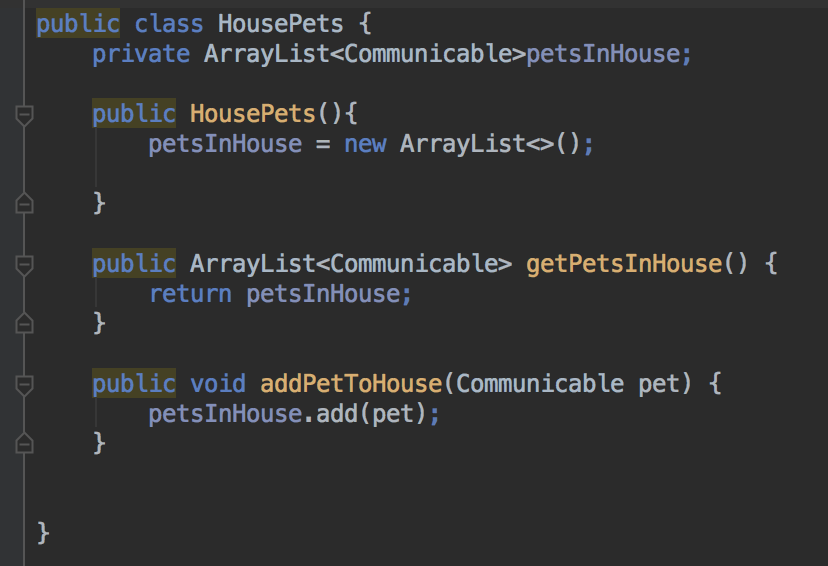 public class HousePets {
    private ArrayList<Communicable>petsInHouse;
    public HousePets(){
        petsInHouse = new ArrayList<>();
    }
    public ArrayList<Communicable> getPetsInHouse() {
        return petsInHouse;
    }
    public void addPetToHouse(Communicable pet) {
        petsInHouse.add(pet);
    }
}